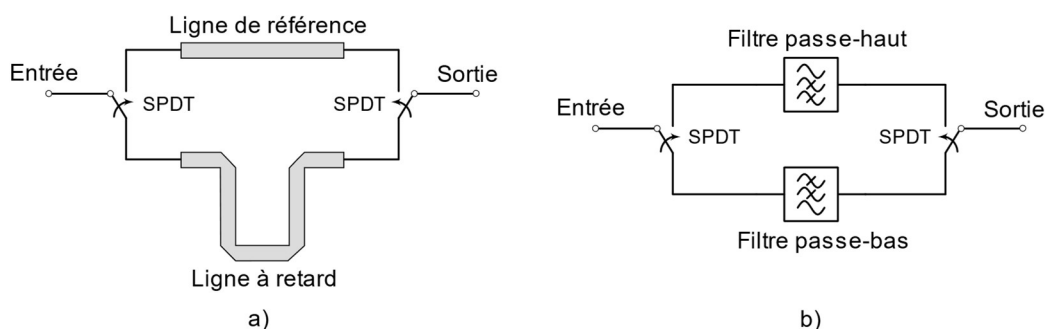 Ligne de référence
Entrée
SPDT
SPDT
Sortie
Ligne à retard
a)
Filtre passe-haut
Entrée
SPDT
SPDT
Sortie
Filtre passe-bas
b)